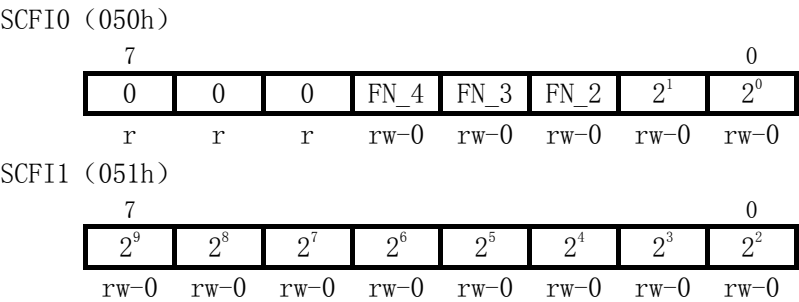 SCFI0 (050h)
7 0
0 0 0 FN_4 FN_3 FN_2 2¹ 2⁰
r r r rw-0 rw-0 rw-0 rw-0 rw-0
SCFI1 (051h)
7 0
2⁹ 2⁸ 2⁷ 2⁶ 2⁵ 2⁴ 2³ 2²
rw-0 rw-0 rw-0 rw-0 rw-0 rw-0 rw-0 rw-0